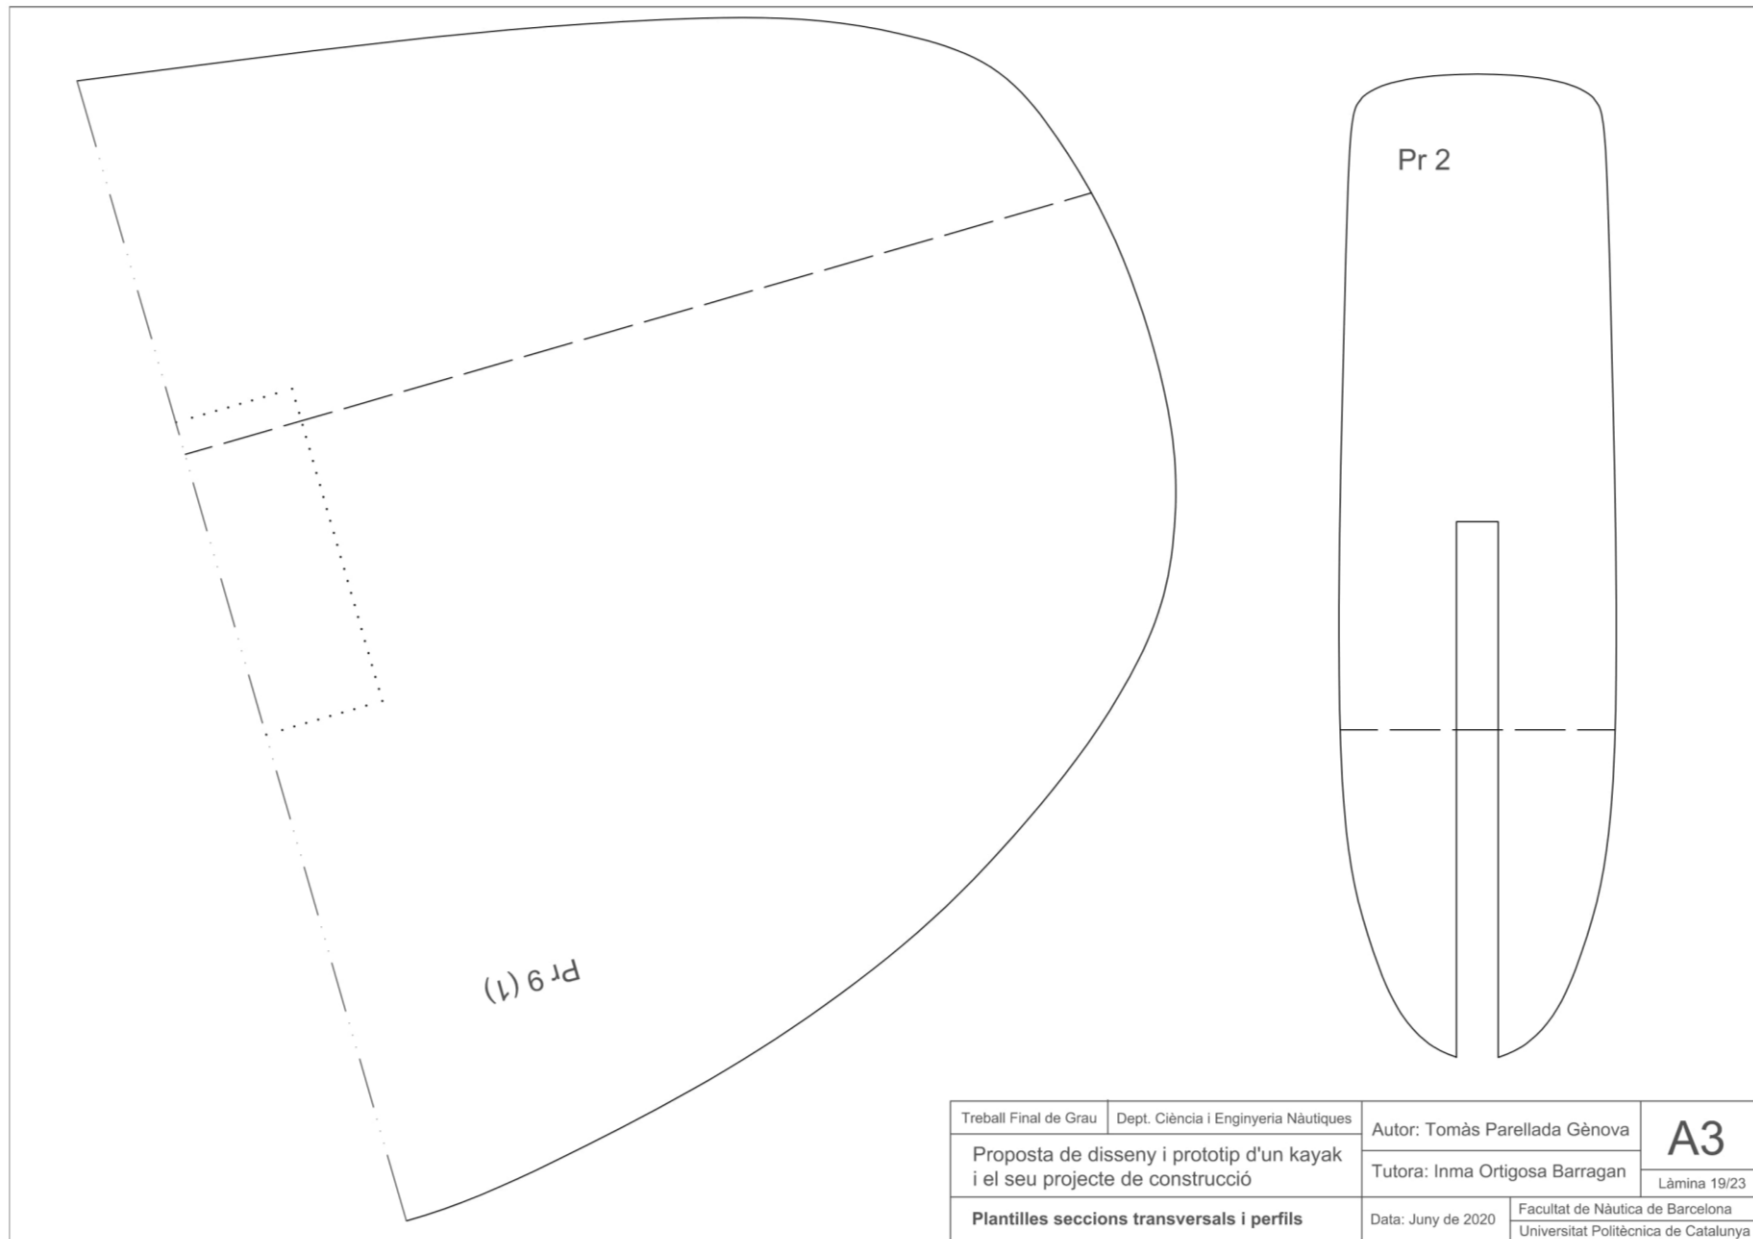 Pr 2
Pr 9 (1)
Treball Final de Grau
Dept. Ciència i Enginyeria Nàutiques
Proposta de disseny i prototip d'un kayak
i el seu projecte de construcció
Plantilles seccions transversals i perfils
Autor: Tomàs Parellada Gènova
Tutora: Inma Ortigosa Barragan
A3
Làmina 19/23
Data: Juny de 2020
Facultat de Nàutica de Barcelona
Universitat Politècnica de Catalunya